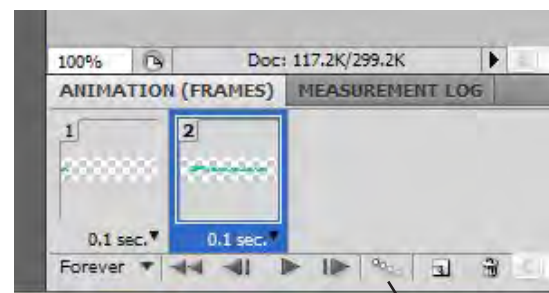 100% Doc: 117.2K/299.2K
ANIMATION (FRAMES) MEASUREMENT LOG
1 2
0.1 sec. 0.1 sec.
Forever